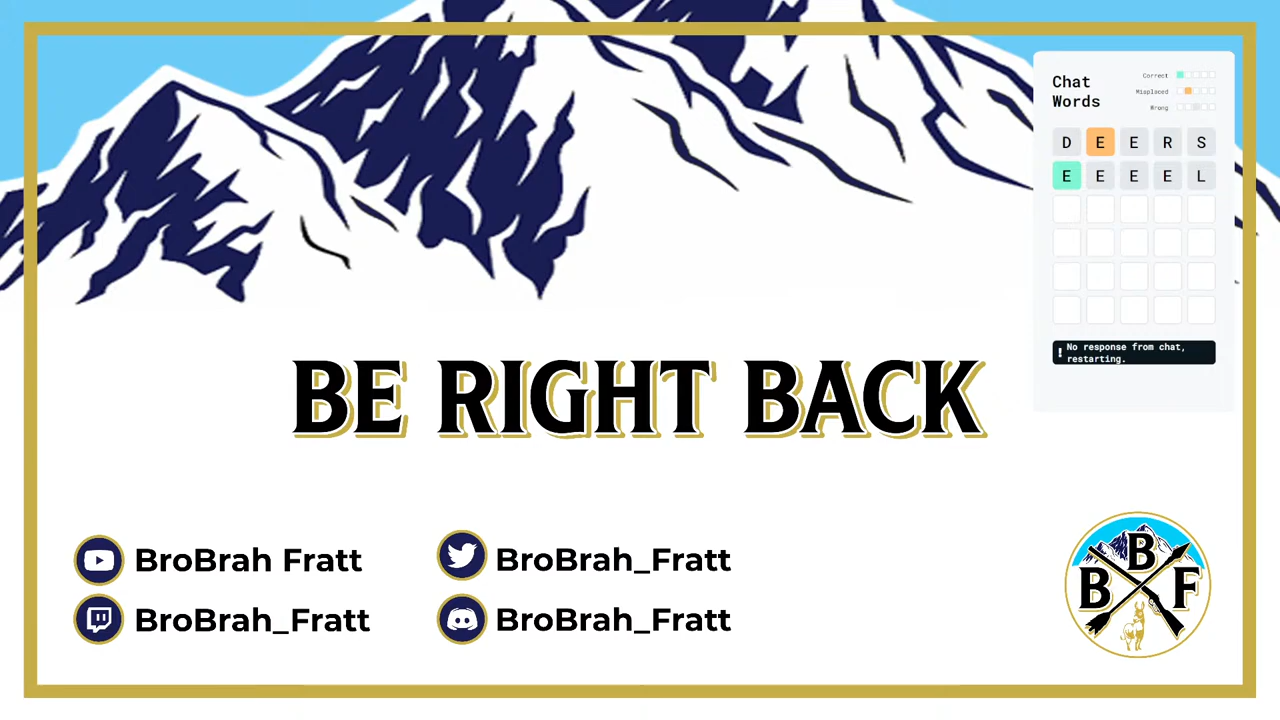 Chat
Words
Correct
Misplaced
Wrong
D E E R S
E E E E L
! No response from chat,
restarting.
BE RIGHT BACK
BroBrah Fratt
BroBrah_Fratt
BroBrah_Fratt
BroBrah_Fratt
B B F